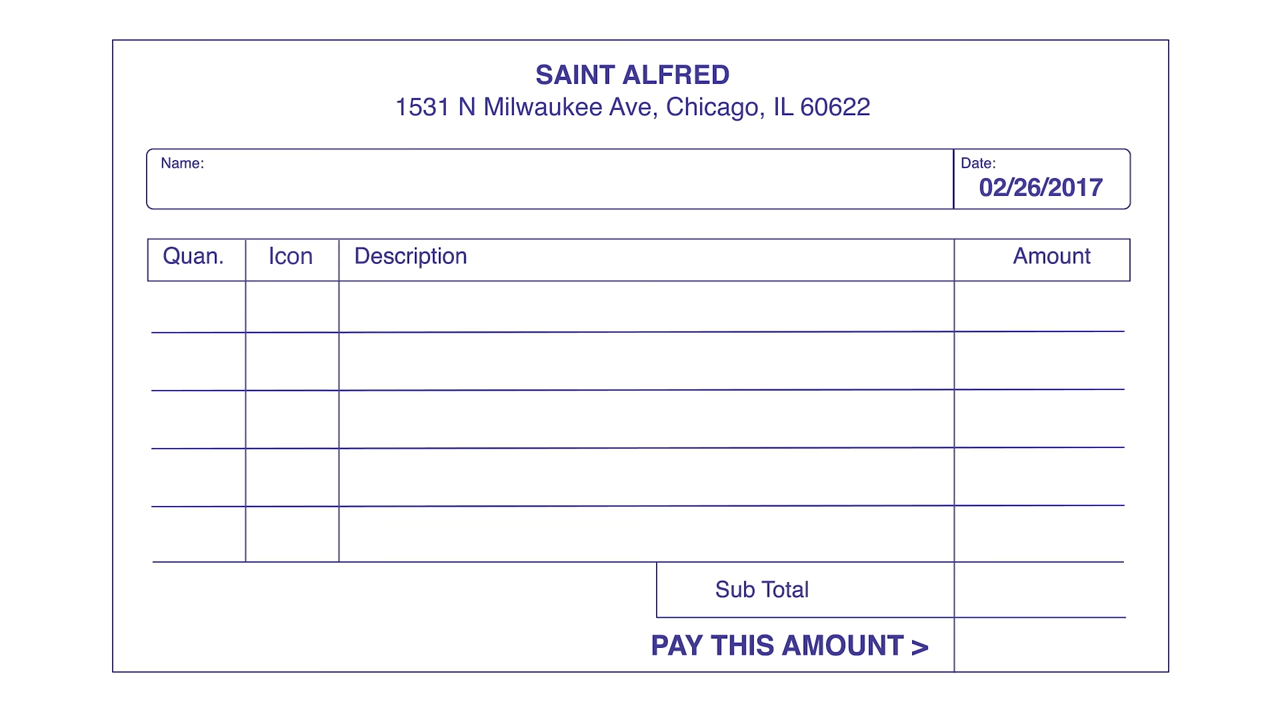 SAINT ALFRED
1531 N Milwaukee Ave, Chicago, IL 60622
Name:
Date:
02/26/2017
Quan. Icon Description Amount
Sub Total
PAY THIS AMOUNT >